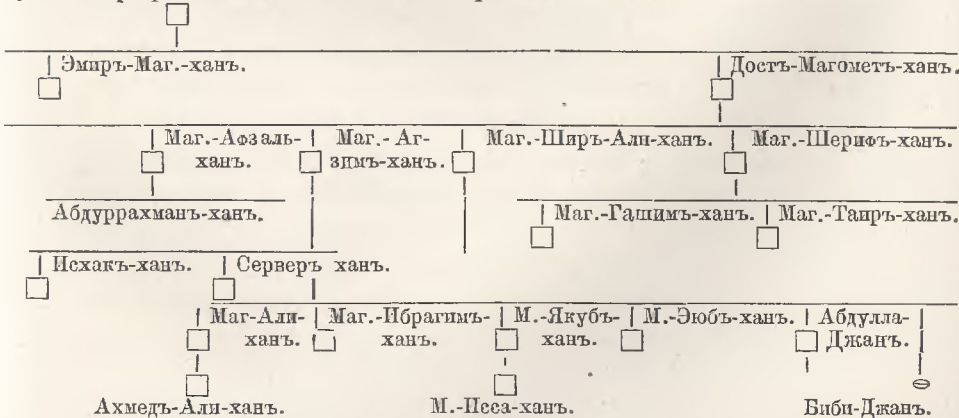 Эмиръ-Маг.-ханъ. Достъ-Магометъ-ханъ.
Маг.-Афзаль-ханъ. Маг.-Аг-зимъ-ханъ. Маг.-Ширъ-Али-ханъ. Маг.-Шерифъ-ханъ.
Абдуррахманъ-ханъ. Маг.-Гашимъ-ханъ. Маг.-Таиръ-ханъ.
Исхакъ-ханъ. Серверъ ханъ.
Маг-Али-ханъ. Маг.-Ибрагимъ-ханъ. М.-Якубъ-ханъ. М.-Эюбъ-ханъ. Абдулла-Джанъ.
Ахмедъ-Али-ханъ. М.-Исса-ханъ. Биби-Джанъ.